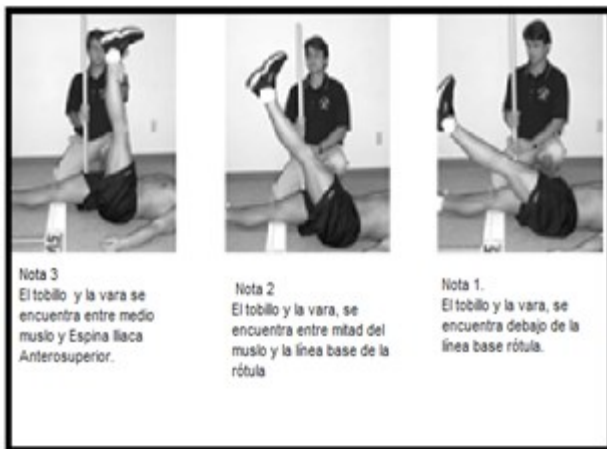 Nota 3
El tobillo y la vara se
encuentra entre medio
muslo y Espina Iliaca
Anterosuperior.
Nota 2
El tobillo y la vara, se
encuentra entre mitad del
muslo y la línea base de la
rótula
Nota 1.
El tobillo y la vara, se
encuentra debajo de la
línea base rótula.